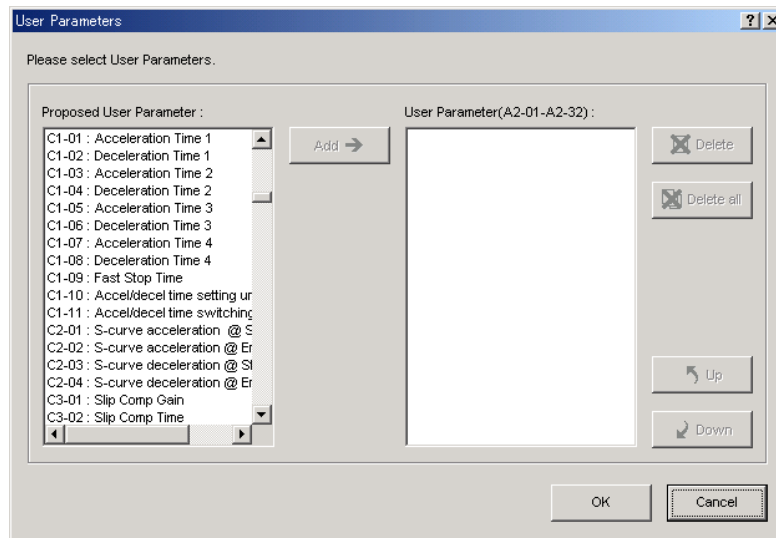 User Parameters
Please select User Parameters.
Proposed User Parameter :
C1-01 : Acceleration Time 1
C1-02 : Deceleration Time 1
C1-03 : Acceleration Time 2
C1-04 : Deceleration Time 2
C1-05 : Acceleration Time 3
C1-06 : Deceleration Time 3
C1-07 : Acceleration Time 4
C1-08 : Deceleration Time 4
C1-09 : Fast Stop Time
C1-10 : Accel/decel time setting ur
C1-11 : Accel/decel time switching
C2-01 : S-curve acceleration @ S
C2-02 : S-curve acceleration @ Er
C2-03 : S-curve deceleration @ St
C2-04 : S-curve deceleration @ Er
C3-01 : Slip Comp Gain
C3-02 : Slip Comp Time
Add
User Parameter(A2-01-A2-32) :
Delete
Delete all
Up
Down
OK
Cancel